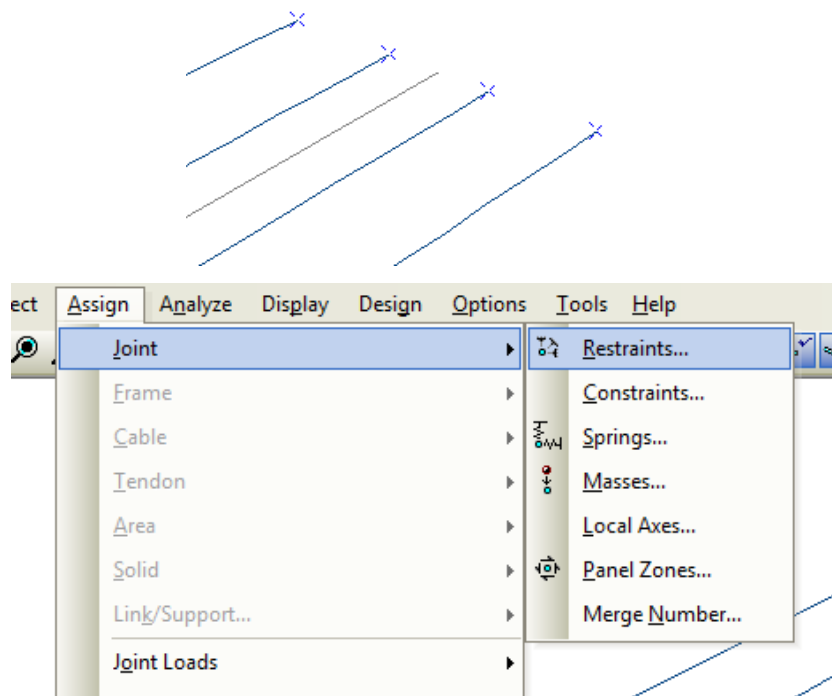 ect Assign Analyze Display Design Options Tools Help
Joint Restraints...
Frame Constraints...
Cable Springs...
Tendon Masses...
Area Local Axes...
Solid Panel Zones...
Link/Support... Merge Number...
Joint Loads